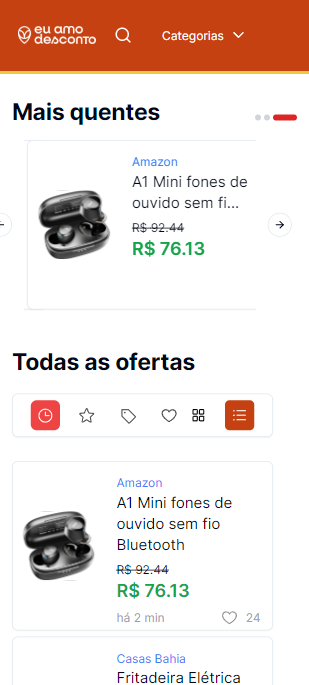 eu amo
desconto
Categorias
Mais quentes
Amazon
A1 Mini fones de
ouvido sem fi...
R$ 92.44
R$ 76.13
Todas as ofertas
Amazon
A1 Mini fones de
ouvido sem fio
Bluetooth
R$ 92.44
R$ 76.13
há 2 min
24
Casas Bahia
Fritadeira Elétrica